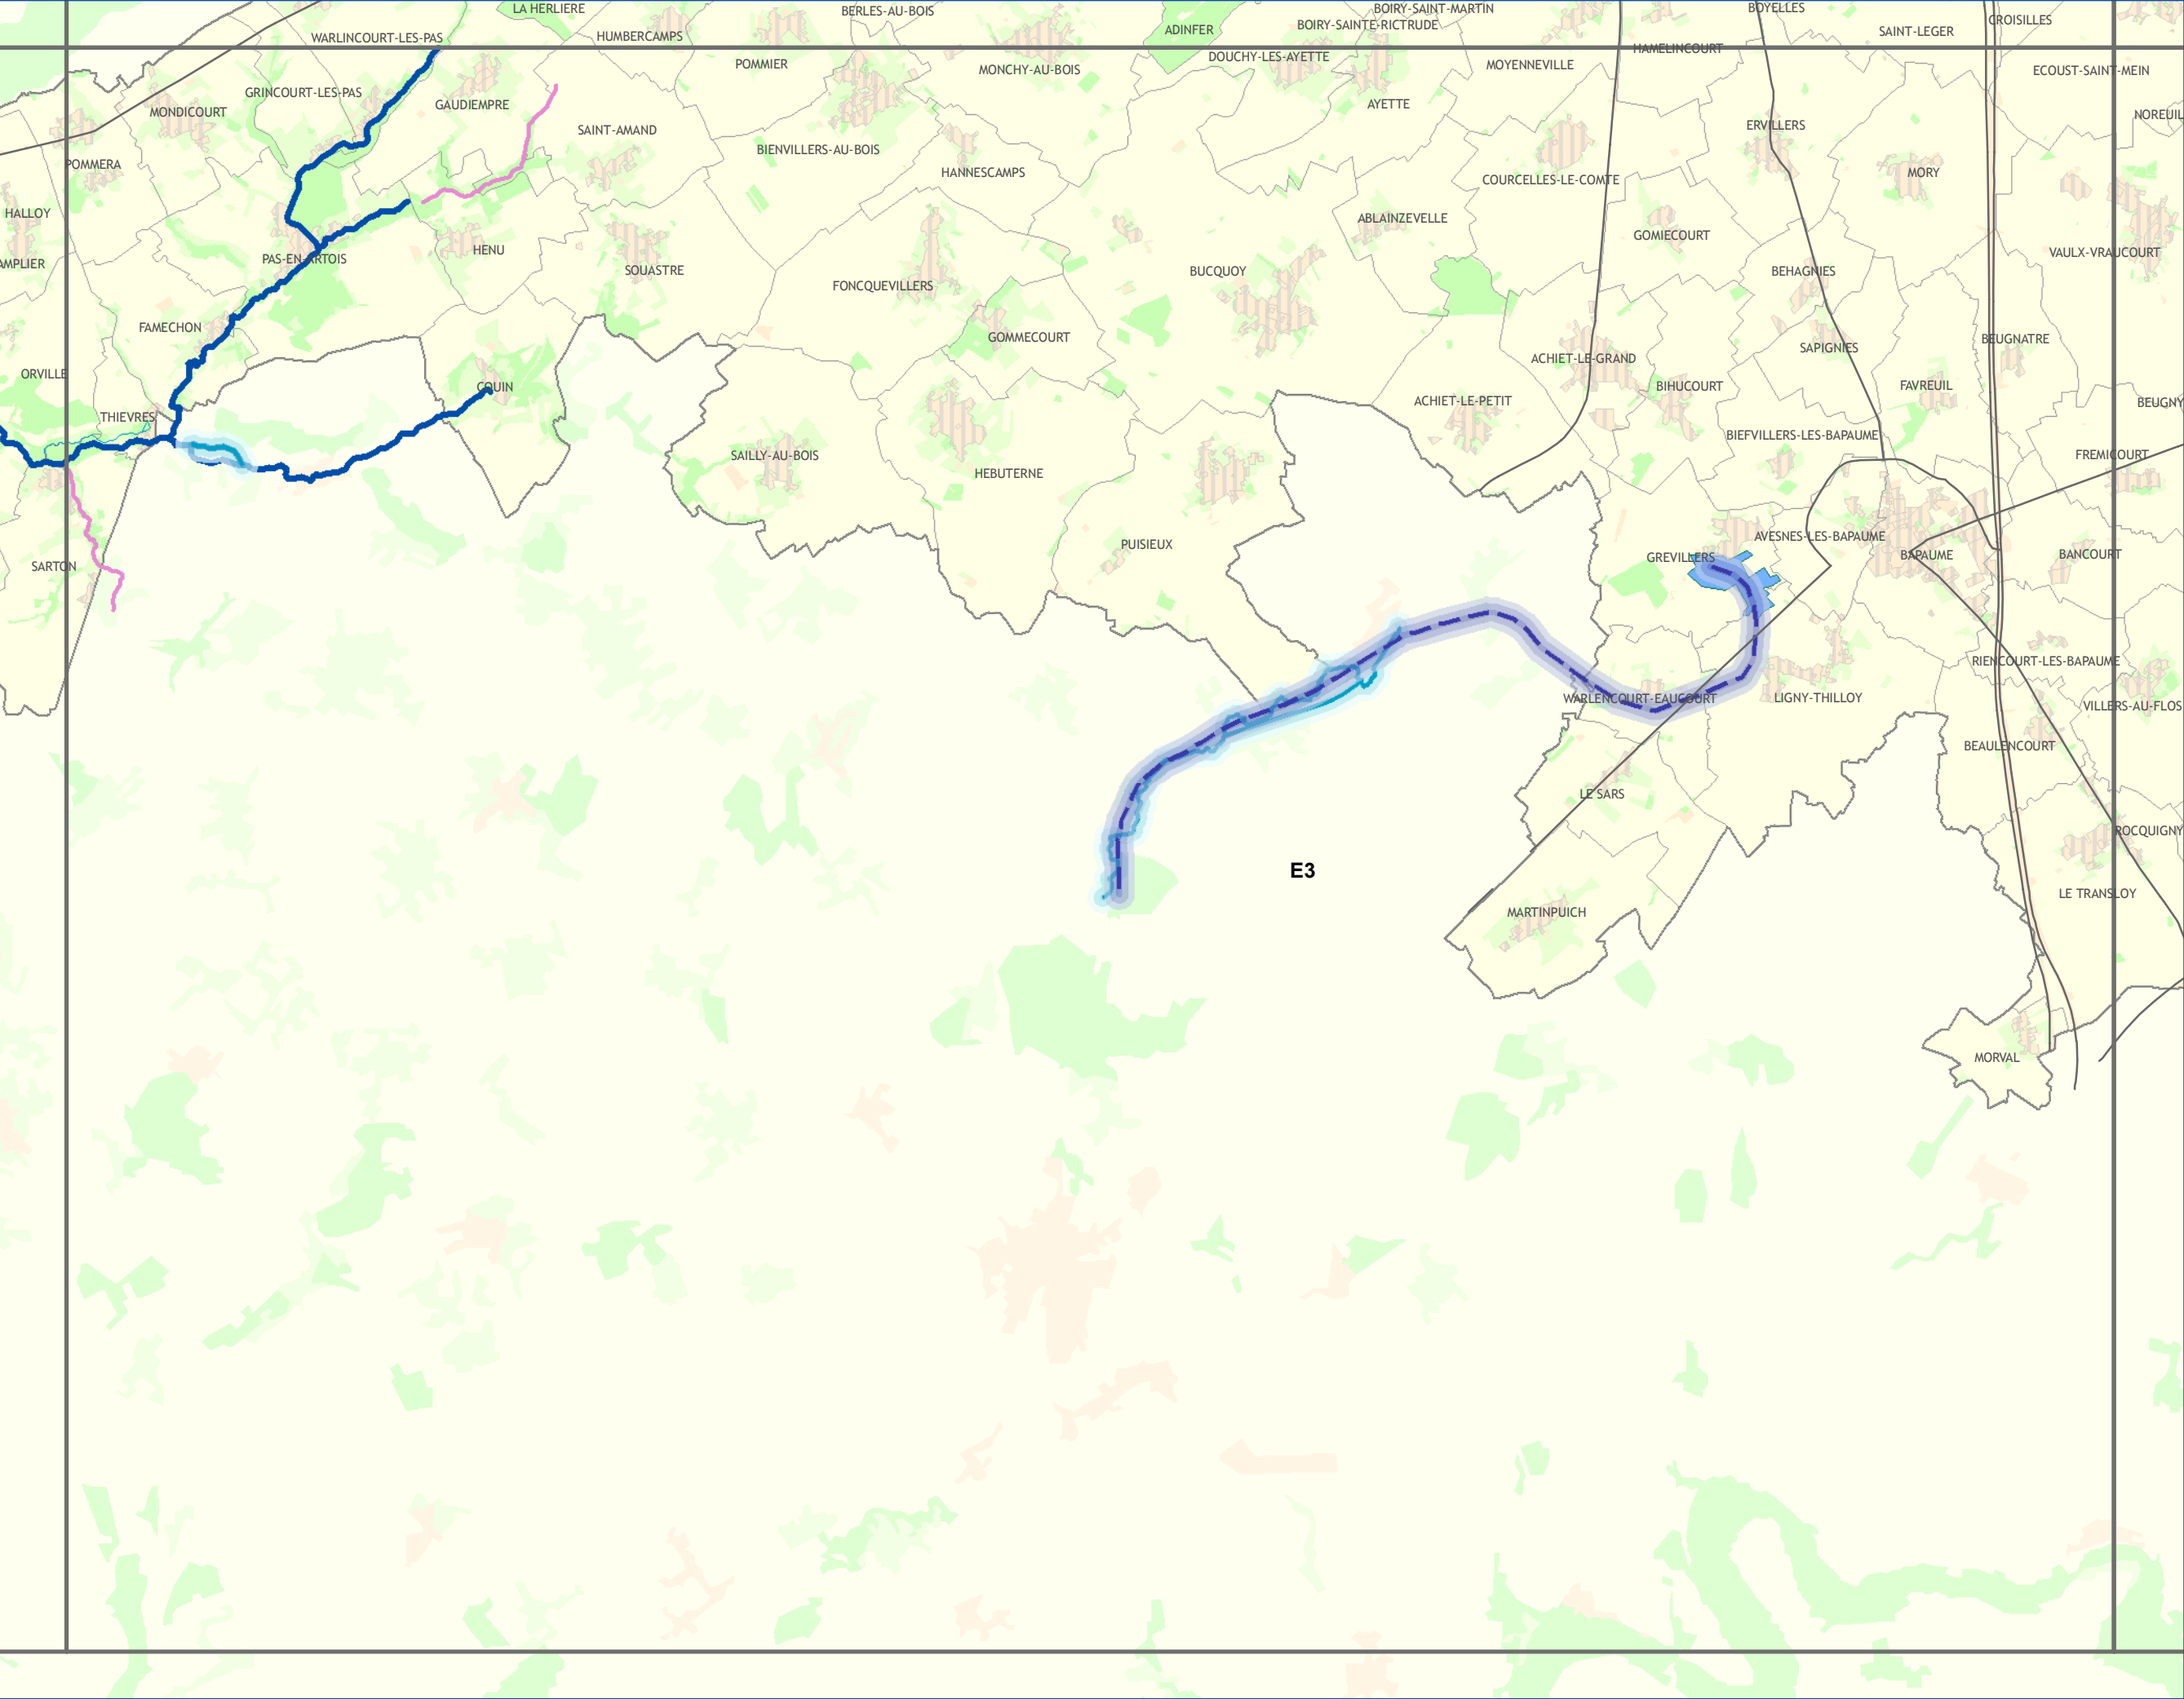 LA HERLIERE
BERLES-AU-BOIS
BOIRY-SAINT-MARTIN
BOYELLES
CROISILLES
WARLINCOURT-LES-PAS
HUMBERCAMPS
ADINFER
BOIRY-SAINTE-RICTRUDE
SAINT-LEGER
HAMELINCOURT
POMMIER
MONCHY-AU-BOIS
DOUCHY-LES-AYETTE
MOYENNEVILLE
ECOUST-SAINT-MEIN
GRINCOURT-LES-PAS
GAUDIEMPRE
AYETTE
MONDICOURT
NOREUIL
SAINT-AMAND
ERVILLERS
BIENVILLERS-AU-BOIS
POMMERA
HANNESCAMPS
COURCELLES-LE-COMTE
MORY
HALLOY
ABLAINZEVELLE
GOMIECOURT
HENU
PAS-EN-ARTOIS
VAULX-VRAUCOURT
AMPLIER
SOUASTRE
BUCQUOY
BEHAGNIES
FONCQUEVILLERS
FAMECHON
GOMMECOURT
BEUGNATRE
SAPIGNIES
ACHIET-LE-GRAND
ORVILLE
COUIN
BIHUCOURT
FAVREUIL
ACHIET-LE-PETIT
BEUGNY
THIEVRES
BIEFVILLERS-LES-BAPAUME
SAILLY-AU-BOIS
FREMICOURT
HEBUTERNE
AVESNES-LES-BAPAUME
PUISIEUX
GREVILLERS
BAPAUME
BANCOURT
SARTON
RIENCOURT-LES-BAPAUME
WARLENCOURT-EAUCOURT
LIGNY-THILLOY
VILLERS-AU-FLOS
BEAULENCOURT
LE SARS
ROCQUIGNY
E3
LE TRANSLOY
MARTINPUICH
MORVAL